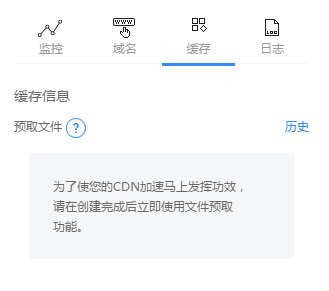 WWW
监控 域名 缓存 日志
LOG
缓存信息
预取文件 ? 历史
为了使您的CDN加速马上发挥功效，
请在创建完成后立即使用文件预取
功能。